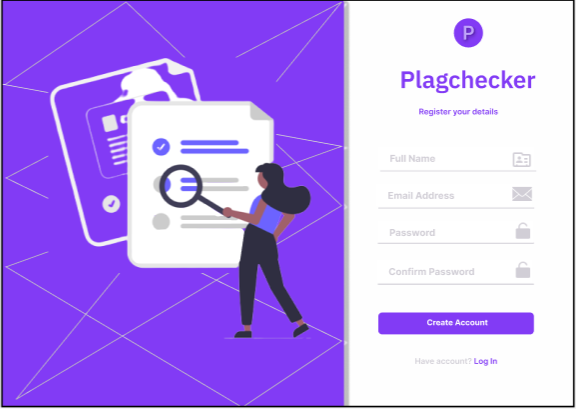 P
Plagchecker
Register your details
Full Name
Email Address
Password
Confirm Password
Create Account
Have account? Log In